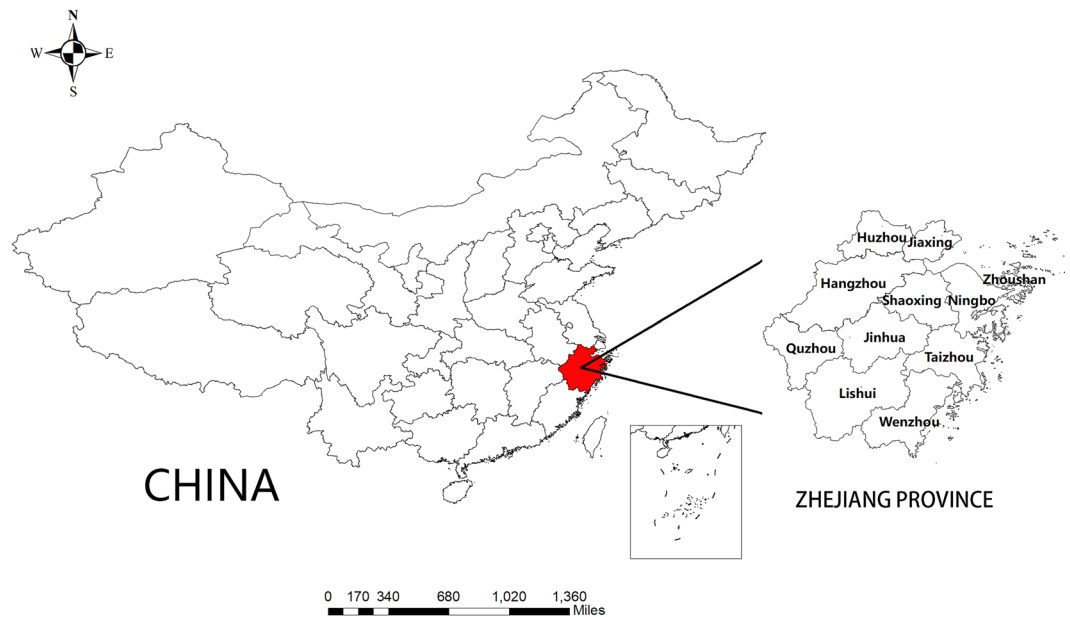 N
W E
S
Huzhou
Jiaxing
Hangzhou
Zhoushan
Shaoxing
Ningbo
Quzhou
Jinhua
Taizhou
Lishui
Wenzhou
CHINA
ZHEJIANG PROVINCE
0 170 340 680 1,020 1,360
Miles